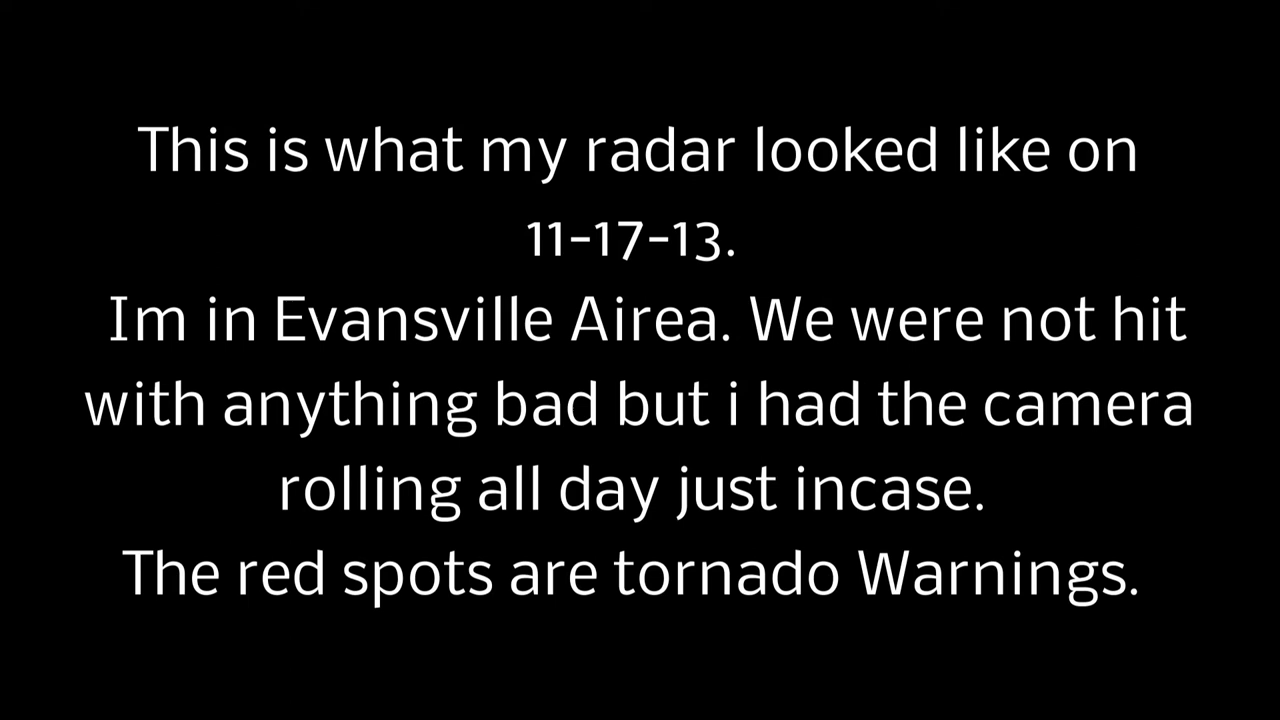 This is what my radar looked like on
11-17-13.
Im in Evansville Airea. We were not hit
with anything bad but i had the camera
rolling all day just incase.
The red spots are tornado Warnings.